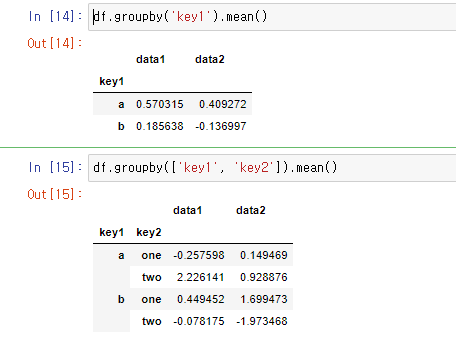 In [14]: df.groupby('key1').mean()
Out[14]:
data1 data2
key1
a 0.570315 0.409272
b 0.185638 -0.136997
In [15]: df.groupby(['key1', 'key2']).mean()
Out[15]:
data1 data2
key1 key2
a one -0.257598 0.149469
two 2.226141 0.928876
b one 0.449452 1.699473
two -0.078175 -1.973468